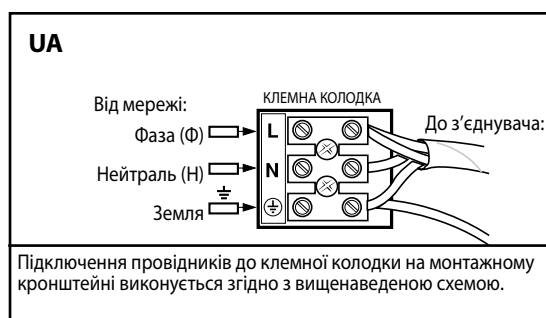 UA
Від мережі:
КЛЕМНА КОЛОДКА
Фаза (Ф)
L
До з’єднувача:
Нейтраль (Н)
N
Земля
Підключення провідників до клемної колодки на монтажному
кронштейні виконується згідно з вищенаведеною схемою.